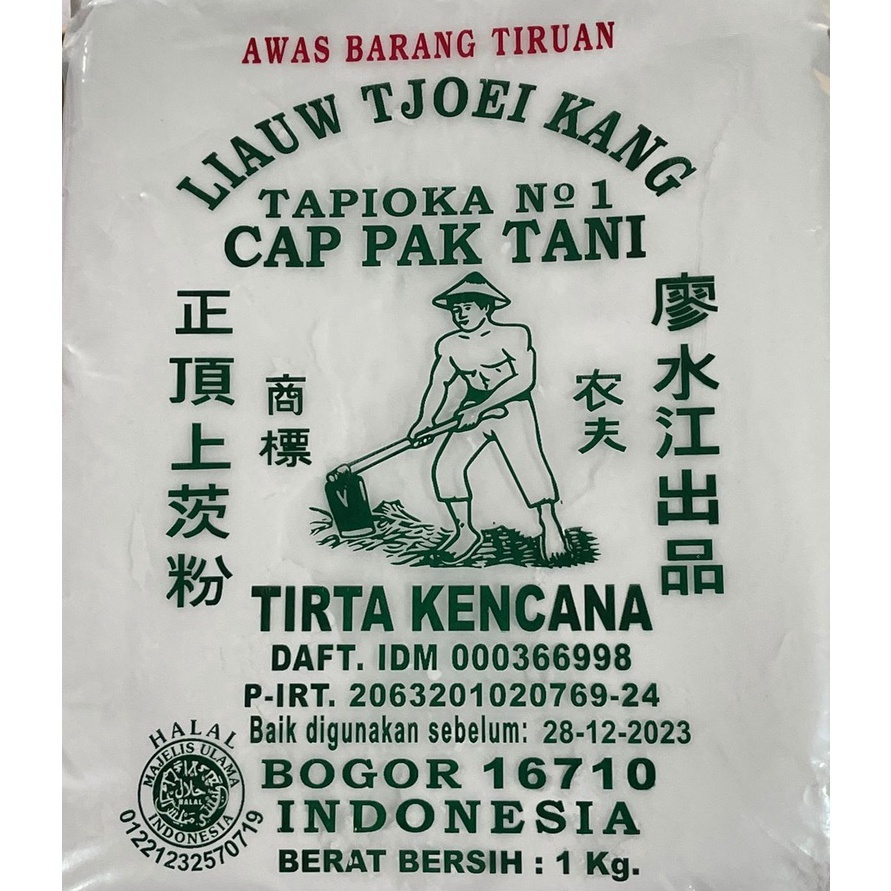 AWAS BARANG TIRUAN
LIAUW TJOEI KANG
TAPIOKA Nº 1
CAP PAK TANI
正頂上茨粉
商標
农夫
廖水江出品
TIRTA KENCANA
DAFT. IDM 000366998
P-IRT. 2063201020769-24
Baik digunakan sebelum: 28-12-2023
HALAL
MAJELIS ULAMA
حلال
HALAL
INDONESIA
01221232570719
BOGOR 16710
INDONESIA
BERAT BERSIH : 1 Kg.